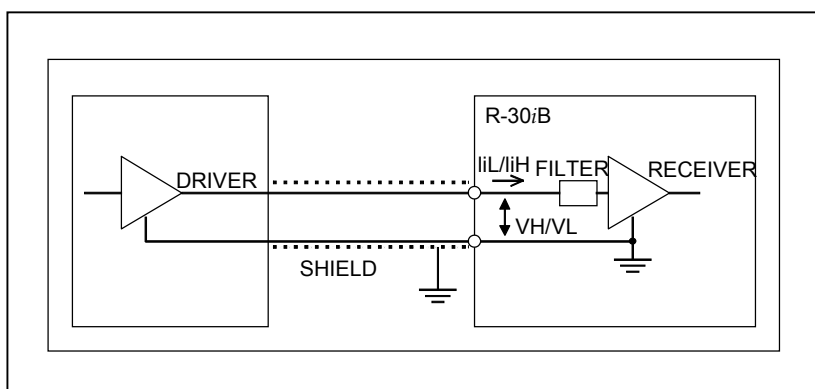 R-30iB
IiL/IiH
FILTER
RECEIVER
DRIVER
VH/VL
SHIELD